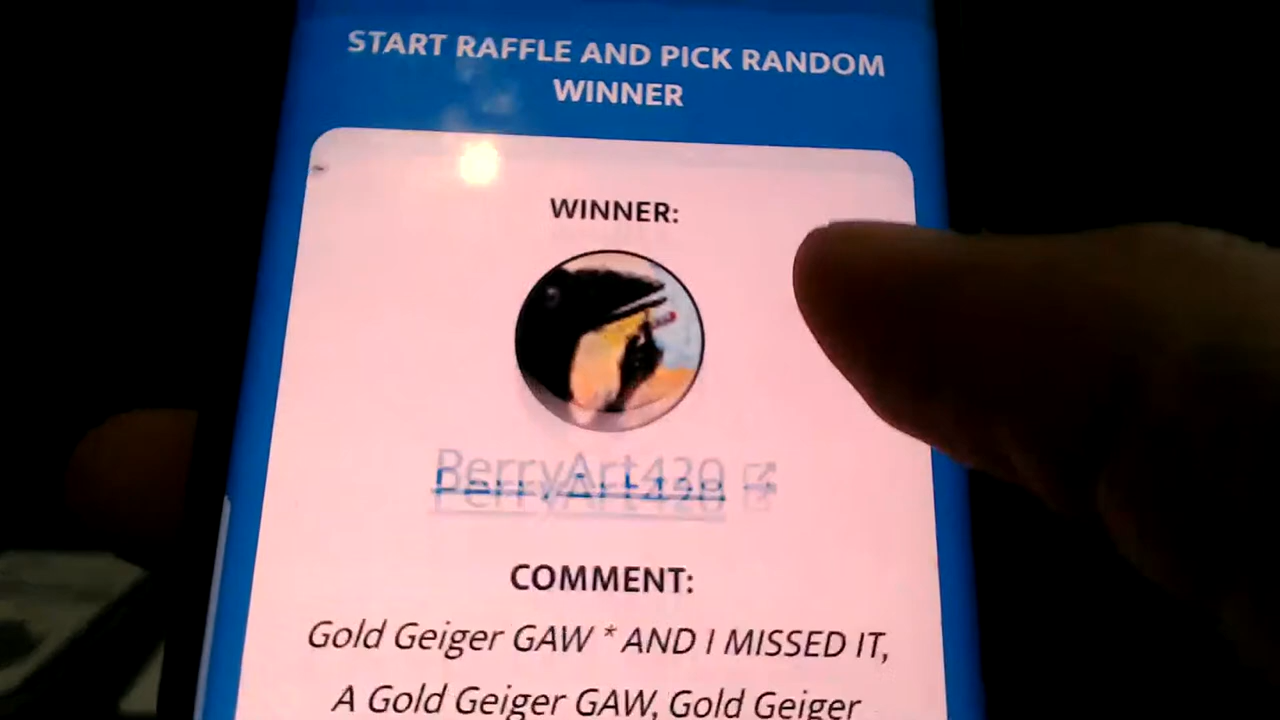 START RAFFLE AND PICK RANDOM
WINNER
WINNER:
BerryArt420
COMMENT:
Gold Geiger GAW * AND I MISSED IT,
A Gold Geiger GAW, Gold Geiger